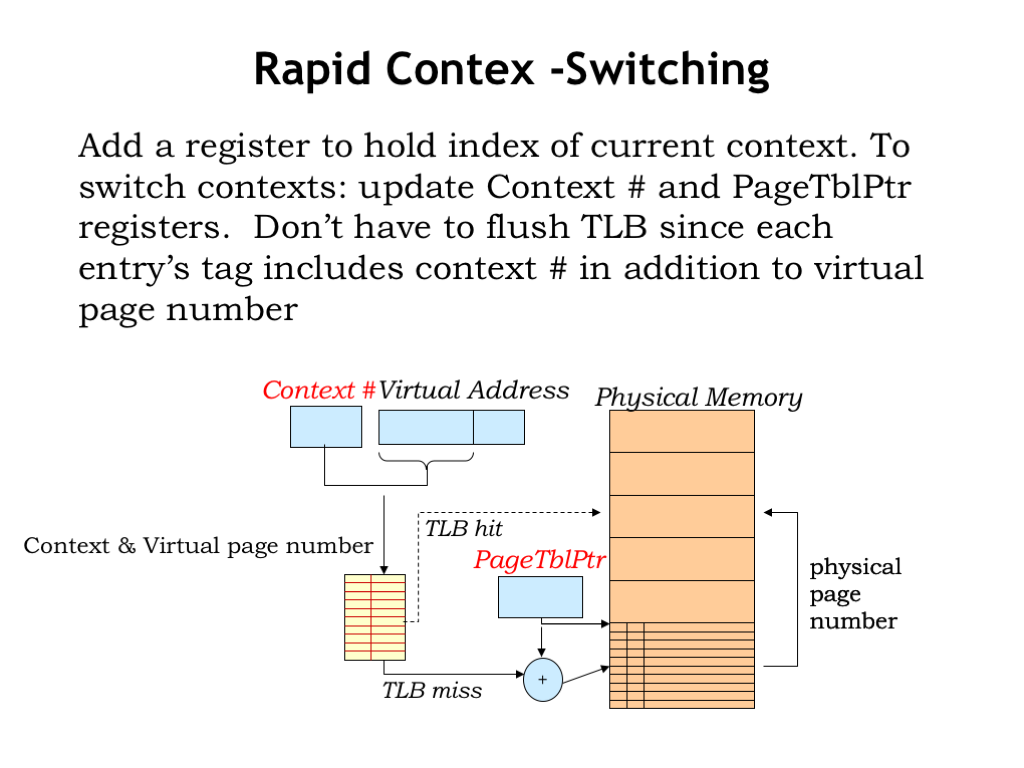 Rapid Contex -Switching
Add a register to hold index of current context. To
switch contexts: update Context # and PageTblPtr
registers.  Don’t have to flush TLB since each
entry’s tag includes context # in addition to virtual
page number
Context # Virtual Address
Physical Memory
TLB hit
Context & Virtual page number
PageTblPtr
physical
page
number
+
TLB miss